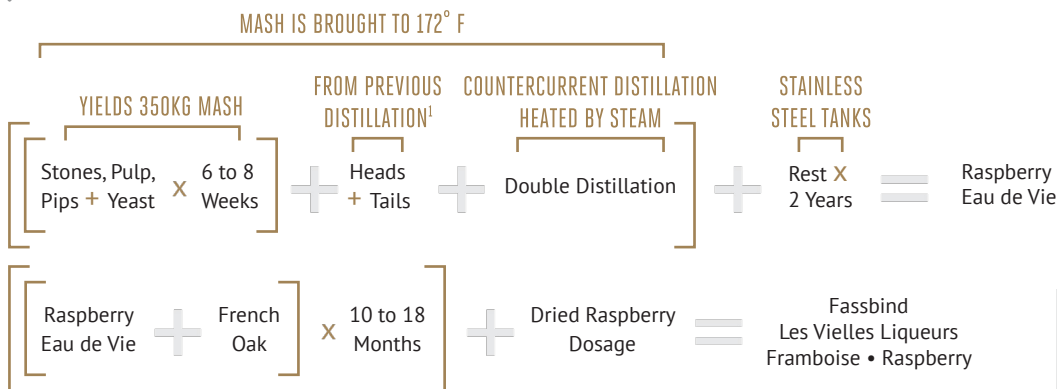 MASH IS BROUGHT TO 172° F
YIELDS 350KG MASH
FROM PREVIOUS
DISTILLATION¹
COUNTERCURRENT DISTILLATION
HEATED BY STEAM
STAINLESS
STEEL TANKS
Stones, Pulp,
Pips + Yeast
x
6 to 8
Weeks
+
Heads
+ Tails
+
Double Distillation
+
Rest x
2 Years
=
Raspberry
Eau de Vie
Raspberry
Eau de Vie
+
French
Oak
x
10 to 18
Months
+
Dried Raspberry
Dosage
=
Fassbind
Les Vielles Liqueurs
Framboise • Raspberry